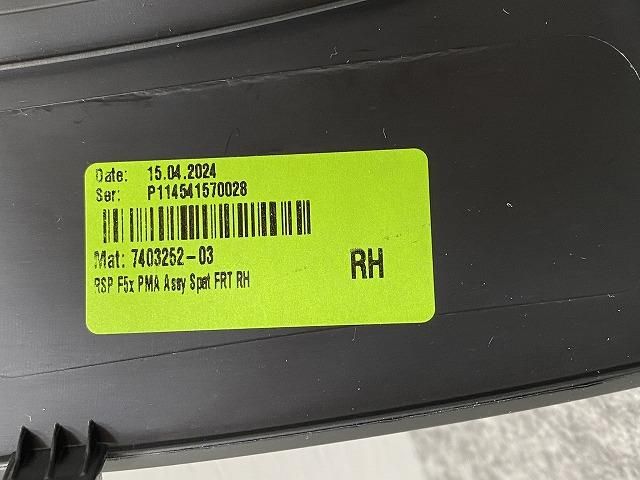 Date: 15.04.2024
Ser: P114541570028
Mat: 7403252-03
RSP F5x PMA Assy Spat FRT RH
RH